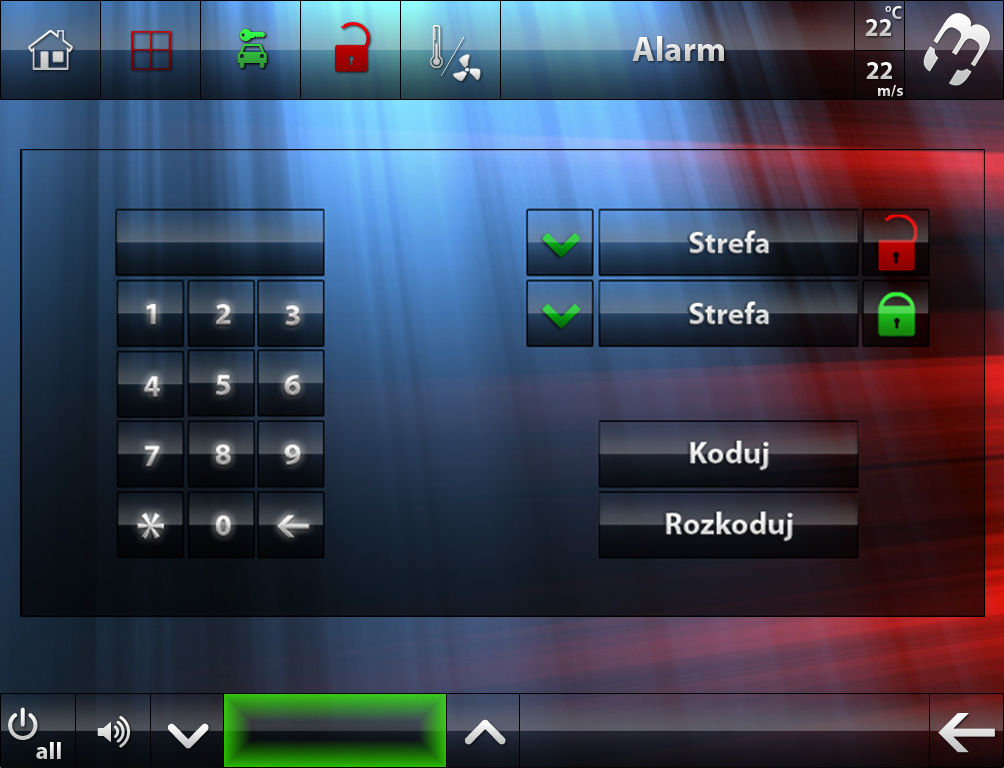 Alarm
22 °C
22 m/s
Strefa
1 2 3
Strefa
4 5 6
7 8 9
Koduj
* 0
Rozkoduj
all